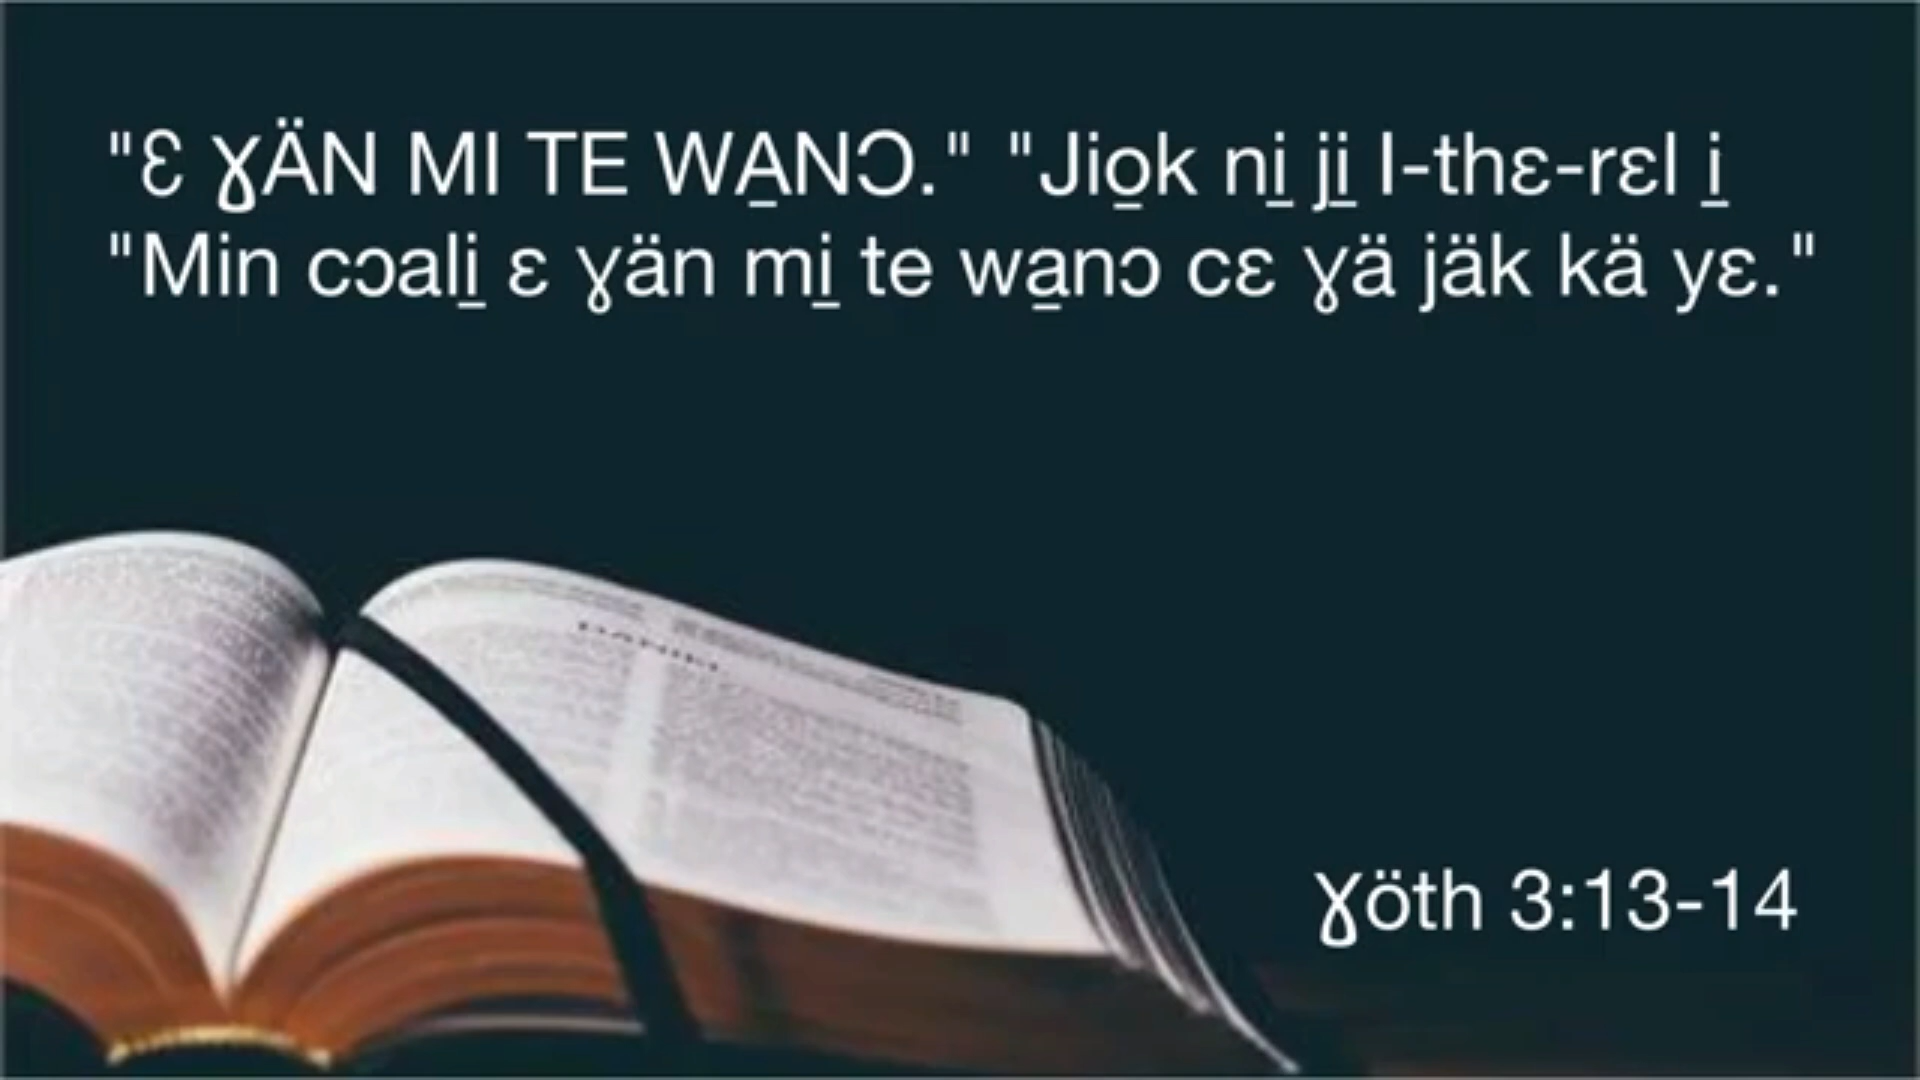 "Ɛ ƔÄN MI TE WA̱NƆ." "Jio̱k ni̱ ji̱ I-thɛ-rɛl i̱
"Min cɔali̱ ɛ ɣän mi̱ te wa̱nɔ cɛ ɣä jäk kä yɛ."
Ɣöth 3:13-14